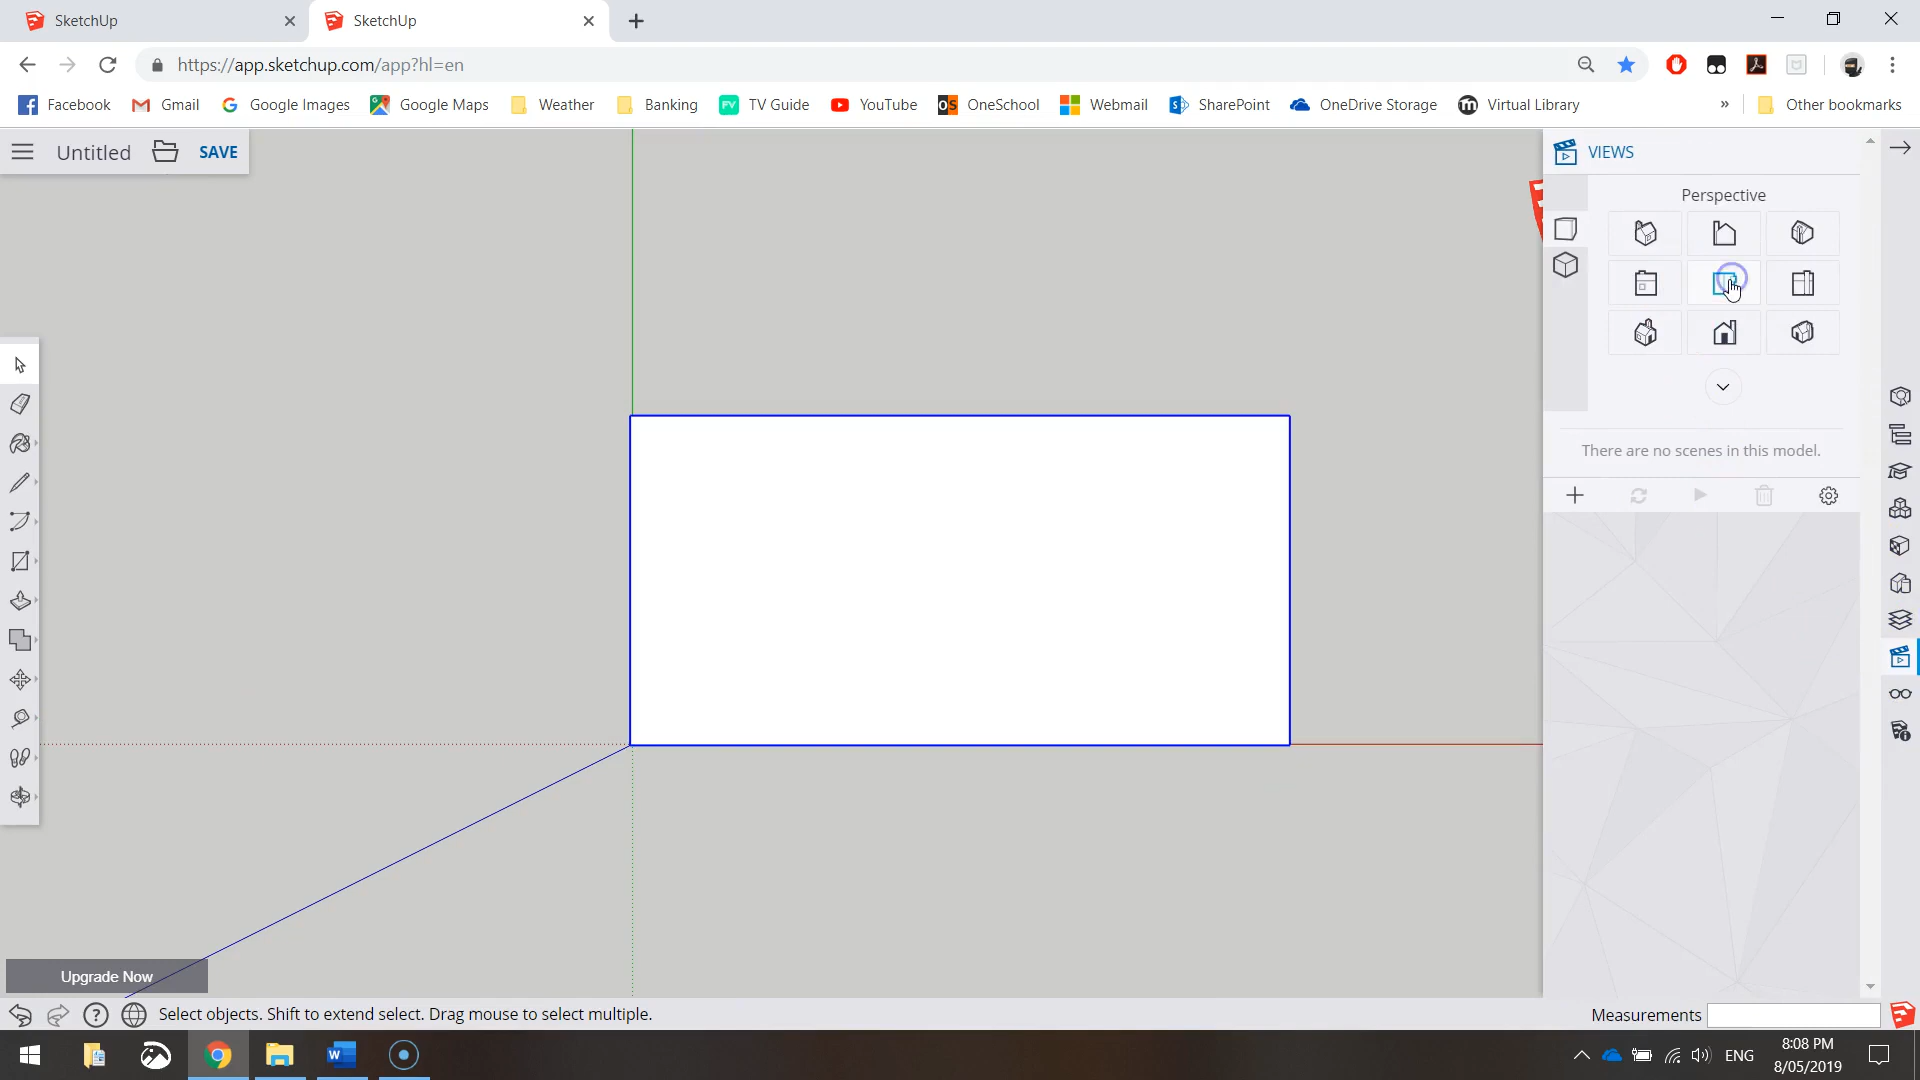 SketchUp
SketchUp
https://app.sketchup.com/app?hl=en
Facebook
Gmail
Google Images
Google Maps
Weather
Banking
TV Guide
YouTube
OneSchool
Webmail
SharePoint
OneDrive Storage
Virtual Library
»
Other bookmarks
Untitled
SAVE
VIEWS
Perspective
There are no scenes in this model.
Upgrade Now
Select objects. Shift to extend select. Drag mouse to select multiple.
Measurements
ENG
8:08 PM
8/05/2019